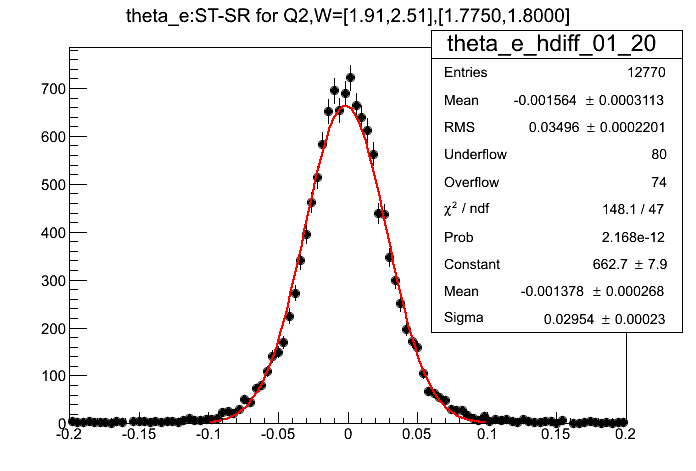 theta_e:ST-SR for Q2,W=[1.91,2.51],[1.7750,1.8000]
theta_e_hdiff_01_20
Entries 12770
Mean -0.001564 ± 0.0003113
RMS 0.03496 ± 0.0002201
Underflow 80
Overflow 74
χ² / ndf 148.1 / 47
Prob 2.168e-12
Constant 662.7 ± 7.9
Mean -0.001378 ± 0.000268
Sigma 0.02954 ± 0.00023
700
600
500
400
300
200
100
0
-0.2 -0.15 -0.1 -0.05 0 0.05 0.1 0.15 0.2